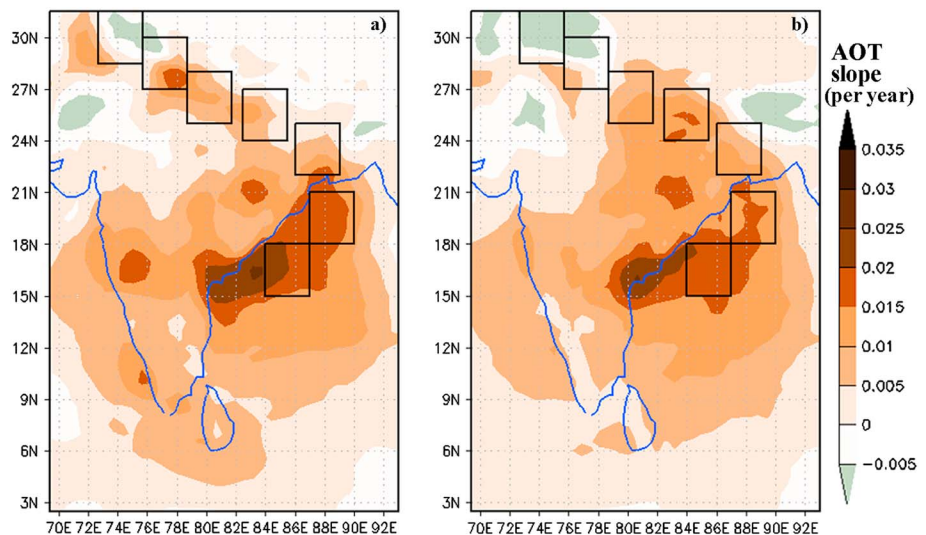 a)
30N
27N
24N
21N
18N
15N
12N
9N
6N
3N
70E 72E 74E 76E 78E 80E 82E 84E 86E 88E 90E 92E
b)
30N
27N
24N
21N
18N
15N
12N
9N
6N
3N
70E 72E 74E 76E 78E 80E 82E 84E 86E 88E 90E 92E
AOT
slope
(per year)
0.035
0.03
0.025
0.02
0.015
0.01
0.005
0
−0.005